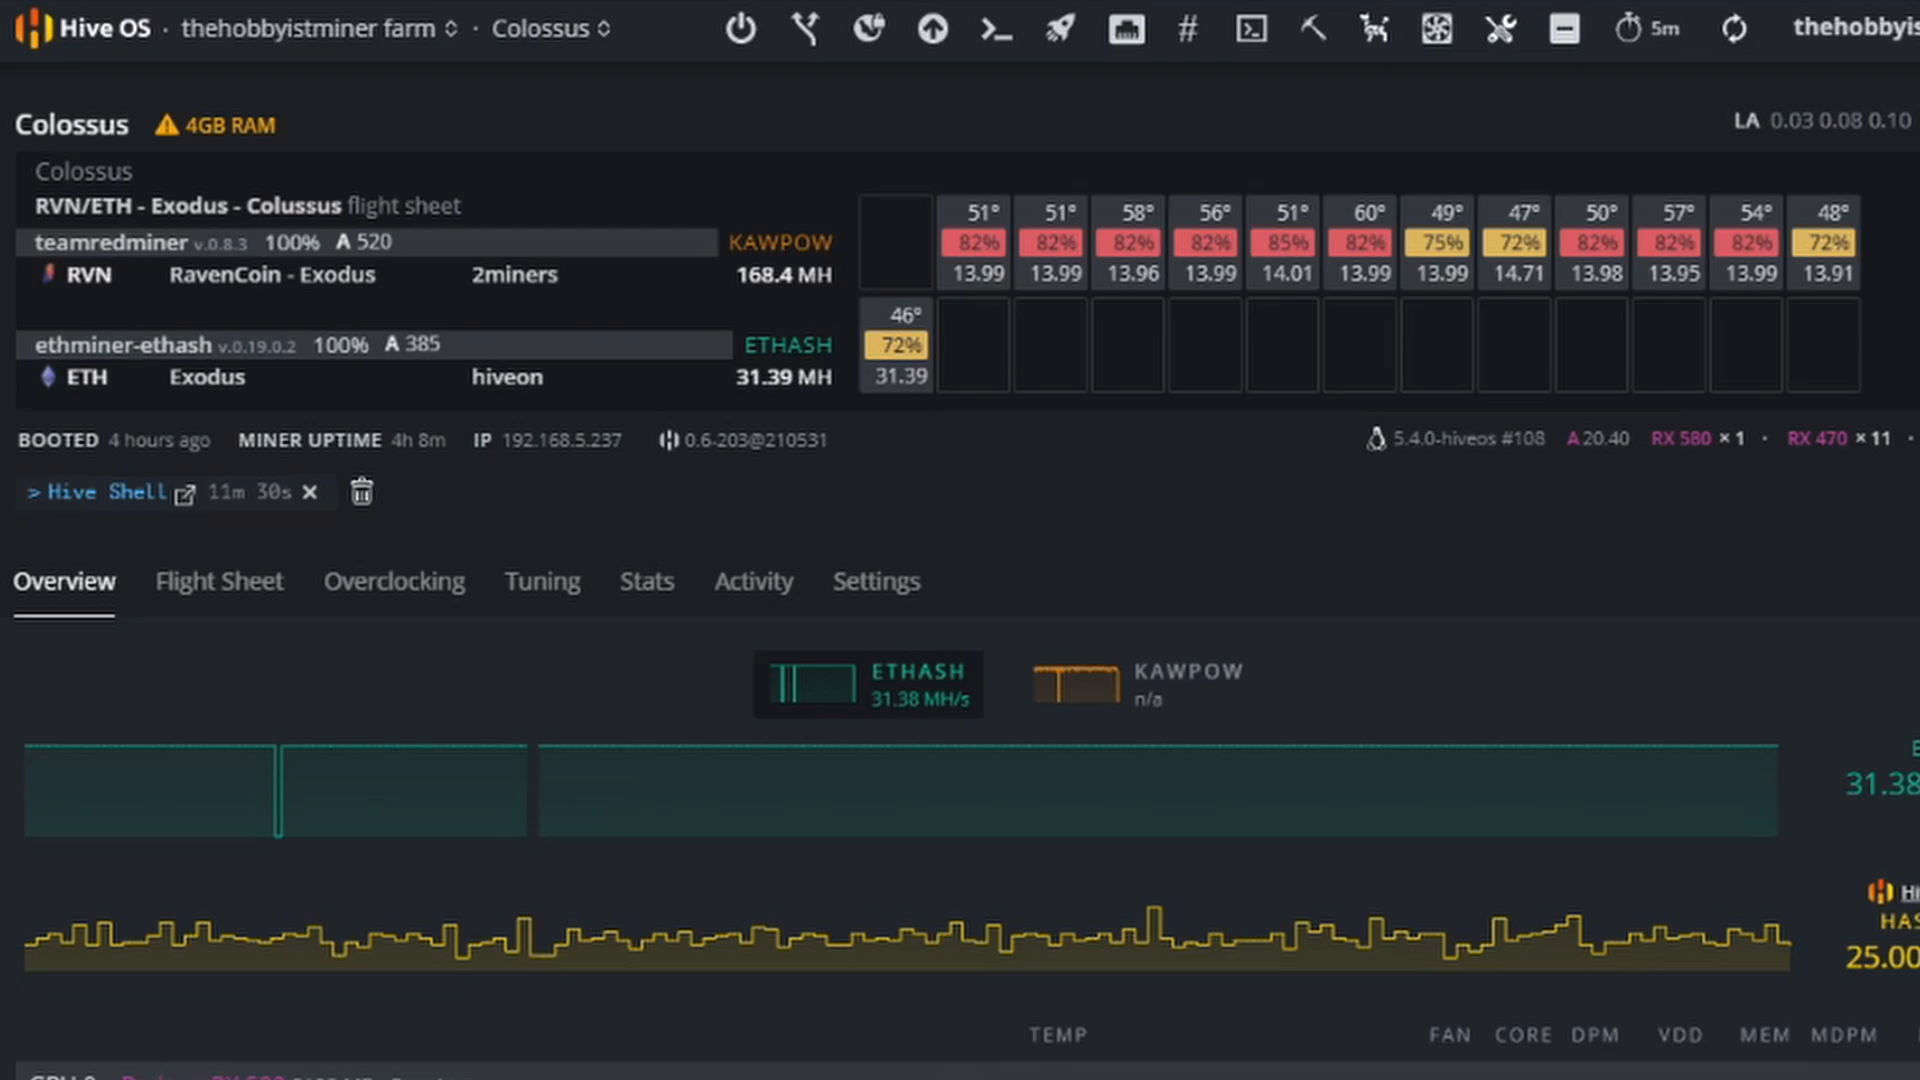 Hive OS · thehobbyistminer farm · Colossus 5m
Colossus 4GB RAM LA 0.03 0.08 0.10
Colossus
RVN/ETH - Exodus - Colussus flight sheet
51° 51° 58° 56° 51° 60° 49° 47° 50° 57° 54° 48°
teamredminer v.0.8.3 100% A 520 KAWPOW 82% 82% 82% 82% 85% 82% 75% 72% 82% 82% 82% 72%
RVN RavenCoin - Exodus 2miners 168.4 MH 13.99 13.99 13.96 13.99 14.01 13.99 13.99 14.71 13.98 13.95 13.99 13.91
46°
ethminer-ethash v.0.19.0.2 100% A 385 ETHASH 72%
ETH Exodus hiveon 31.39 MH 31.39
BOOTED 4 hours ago MINER UPTIME 4h 8m IP 192.168.5.237 0.6-203@210531 5.4.0-hiveos #108 A 20.40 RX 580 × 1 · RX 470 × 11 ·
> Hive Shell 11m 30s ×
Overview Flight Sheet Overclocking Tuning Stats Activity Settings
ETHASH
31.38 MH/s
KAWPOW
n/a
31.38
25.00
TEMP FAN CORE DPM VDD MEM MDPM